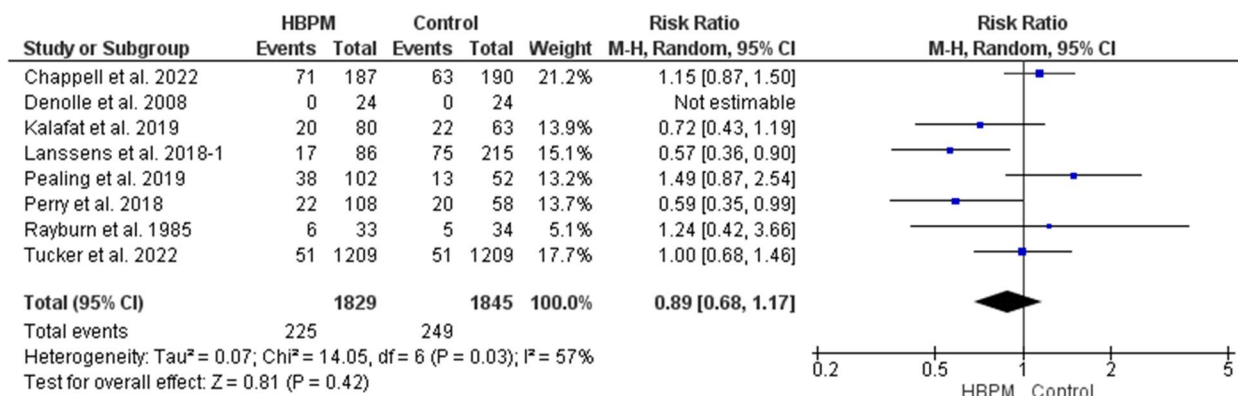 HBPM Control Risk Ratio Risk Ratio
Study or Subgroup Events Total Events Total Weight M-H, Random, 95% CI M-H, Random, 95% CI
Chappell et al. 2022 71 187 63 190 21.2% 1.15 [0.87, 1.50]
Denolle et al. 2008 0 24 0 24 Not estimable
Kalafat et al. 2019 20 80 22 63 13.9% 0.72 [0.43, 1.19]
Lanssens et al. 2018-1 17 86 75 215 15.1% 0.57 [0.36, 0.90]
Pealing et al. 2019 38 102 13 52 13.2% 1.49 [0.87, 2.54]
Perry et al. 2018 22 108 20 58 13.7% 0.59 [0.35, 0.99]
Rayburn et al. 1985 6 33 5 34 5.1% 1.24 [0.42, 3.66]
Tucker et al. 2022 51 1209 51 1209 17.7% 1.00 [0.68, 1.46]
Total (95% CI) 1829 1845 100.0% 0.89 [0.68, 1.17]
Total events 225 249
Heterogeneity: Tau² = 0.07; Chi² = 14.05, df = 6 (P = 0.03); I² = 57%
Test for overall effect: Z = 0.81 (P = 0.42)
0.2 0.5 1 2 5
HBPM Control